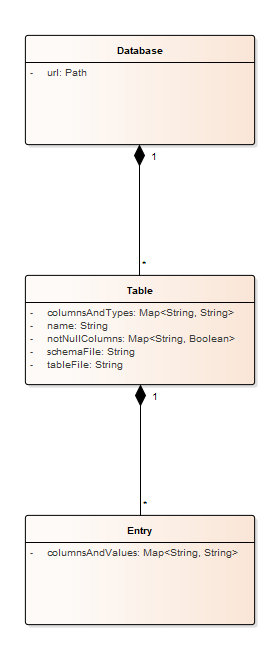 Database
- url: Path
1
*
Table
- columnsAndTypes: Map<String, String>
- name: String
- notNullColumns: Map<String, Boolean>
- schemaFile: String
- tableFile: String
1
*
Entry
- columnsAndValues: Map<String, String>